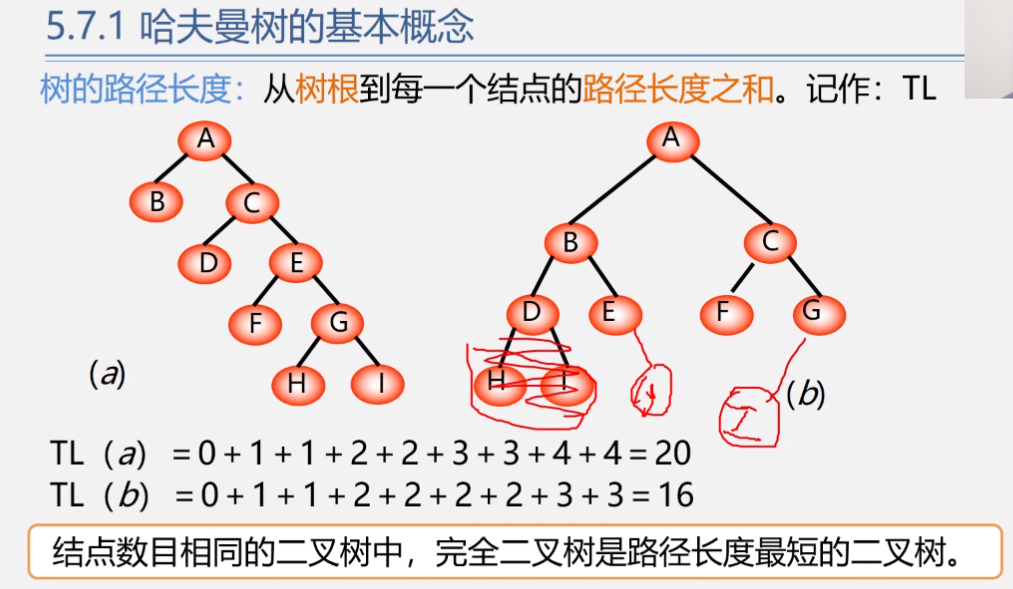 5.7.1 哈夫曼树的基本概念
树的路径长度：从树根到每一个结点的路径长度之和。记作：TL
A
A
B
C
B
C
D
E
D
E
F
G
F
G
H
I
H
I
I
(a)
(b)
TL（a）=0+1+1+2+2+3+3+4+4=20
TL（b）=0+1+1+2+2+2+2+3+3=16
结点数目相同的二叉树中，完全二叉树是路径长度最短的二叉树。